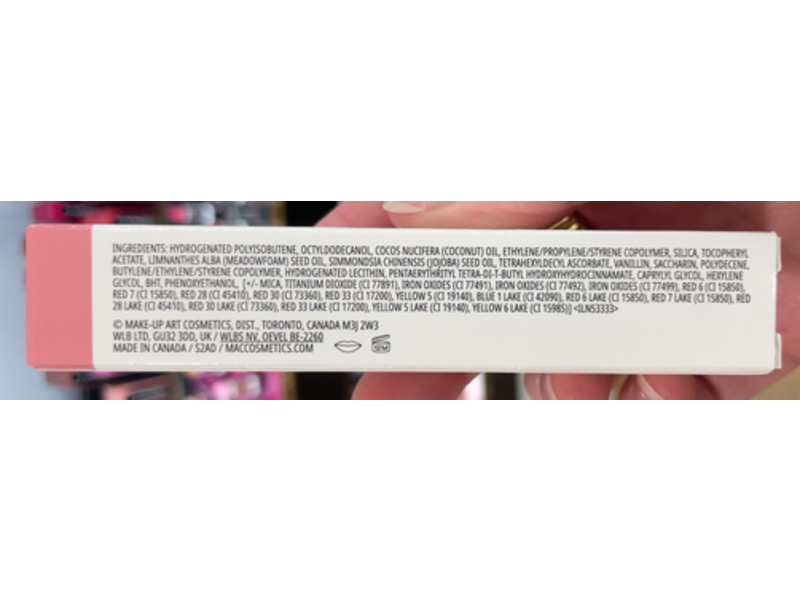 INGREDIENTS: HYDROGENATED POLYISOBUTENE, OCTYLDODECANOL, COCOS NUCIFERA (COCONUT) OIL, ETHYLENE/PROPYLENE/STYRENE COPOLYMER, SILICA, TOCOPHERYL
ACETATE, LIMNANTHES ALBA (MEADOWFOAM) SEED OIL, SIMMONDSIA CHINENSIS (JOJOBA) SEED OIL, TETRAHEXYLDECYL ASCORBATE, VANILLIN, SACCHARIN, POLYDECENE,
BUTYLENE/ETHYLENE/STYRENE COPOLYMER, HYDROGENATED LECITHIN, PENTAERYTHRITYL TETRA-DI-T-BUTYL HYDROXYHYDROCINNAMATE, CAPRYLYL GLYCOL, HEXYLENE
GLYCOL, BHT, PHENOXYETHANOL, [+/- MICA, TITANIUM DIOXIDE (CI 77891), IRON OXIDES (CI 77491), IRON OXIDES (CI 77492), IRON OXIDES (CI 77499), RED 6 (CI 15850),
RED 7 (CI 15850), RED 28 (CI 45410), RED 30 (CI 73360), RED 33 (CI 17200), YELLOW 5 (CI 19140), BLUE 1 LAKE (CI 42090), RED 6 LAKE (CI 15850), RED 7 LAKE (CI 15850), RED
28 LAKE (CI 45410), RED 30 LAKE (CI 73360), RED 33 LAKE (CI 17200), YELLOW 5 LAKE (CI 19140), YELLOW 6 LAKE (CI 15985)] <ILN53333>
© MAKE-UP ART COSMETICS, DIST., TORONTO, CANADA M3J 2W3
WLB LTD, GU32 3DD, UK / WLBS NV, OEVEL BE-2260
MADE IN CANADA / S2AD / MACCOSMETICS.COM
12M